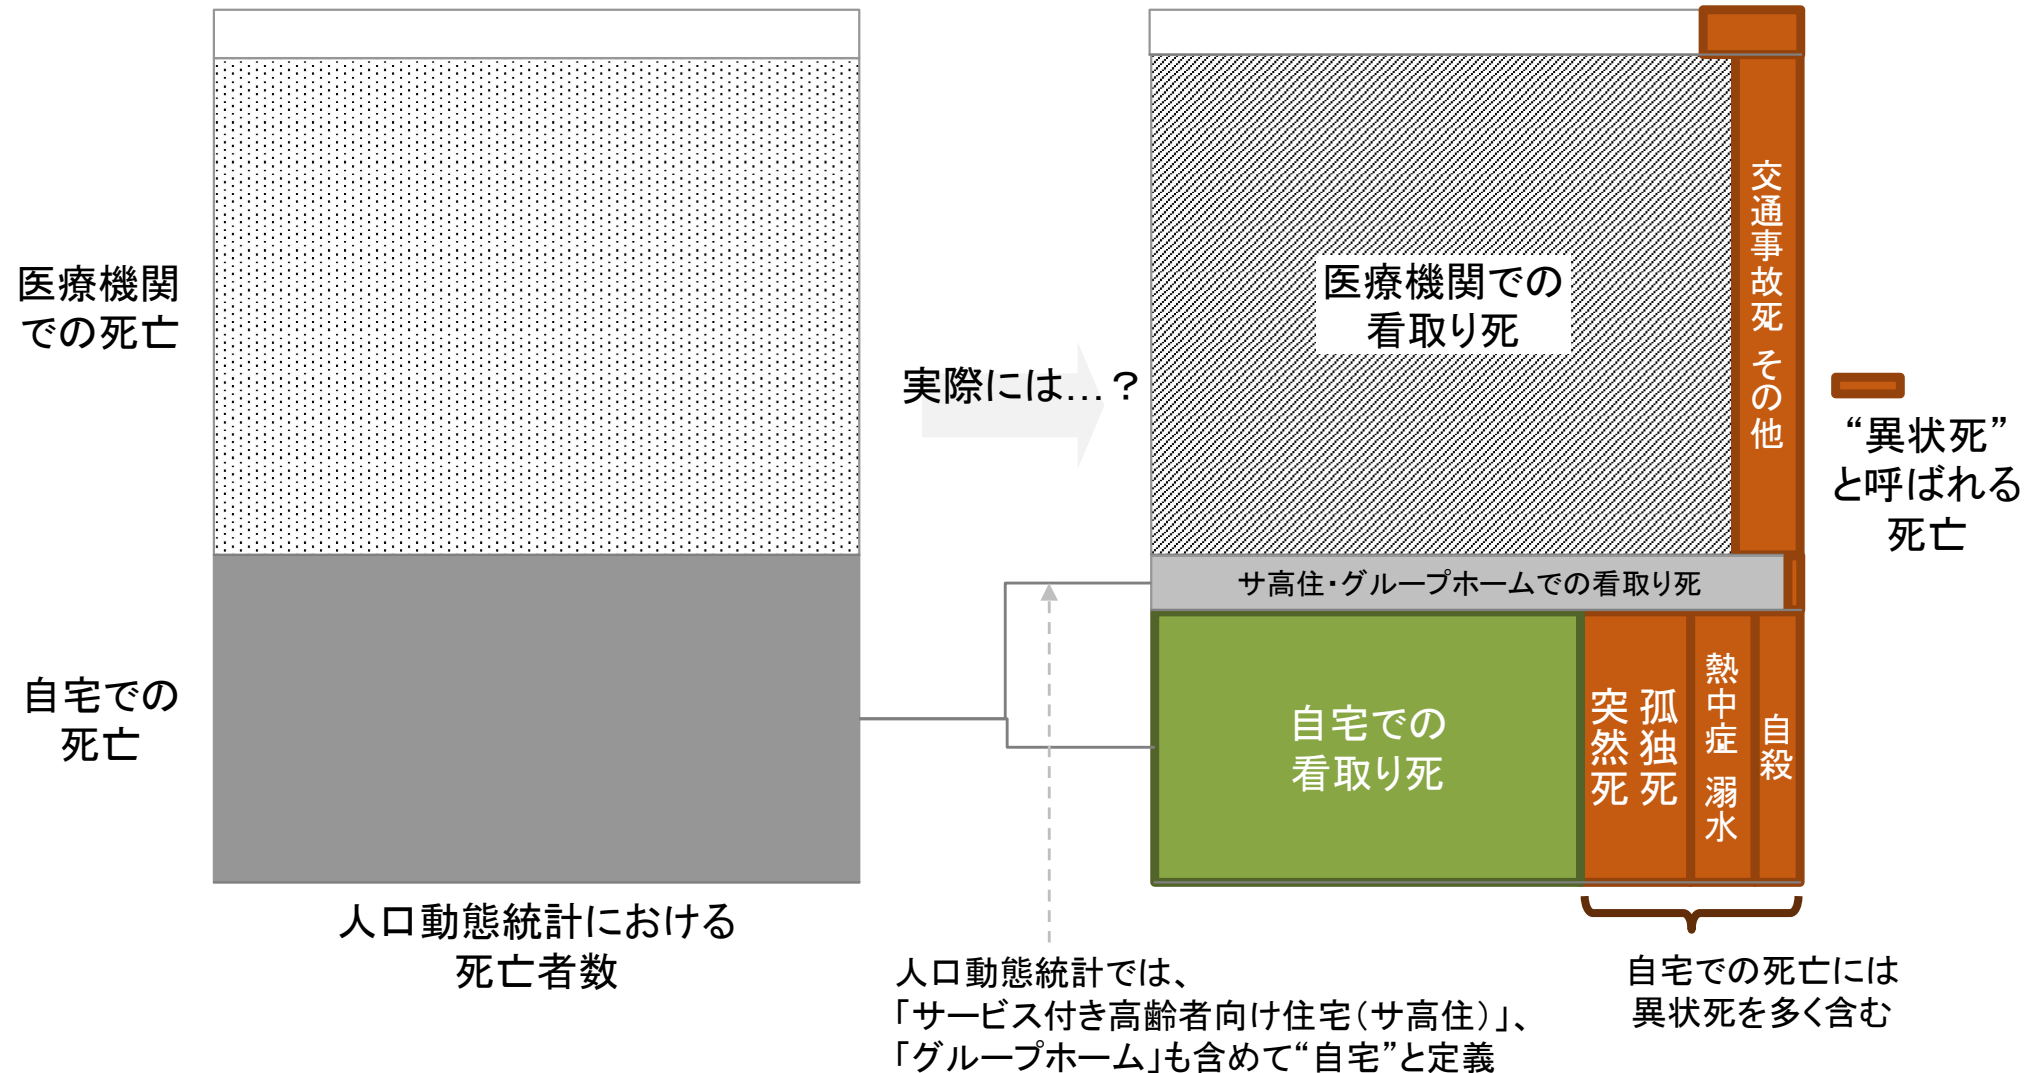 医療機関
での死亡
自宅での
死亡
人口動態統計における
死亡者数
実際には…？
医療機関での
看取り死
交通事故死 その他
サ高住・グループホームでの看取り死
自宅での
看取り死
孤独死
突然死
熱中症 溺水
自殺
“異状死”
と呼ばれる
死亡
人口動態統計では、
「サービス付き高齢者向け住宅（サ高住）」、
「グループホーム」も含めて“自宅”と定義
自宅での死亡には
異状死を多く含む